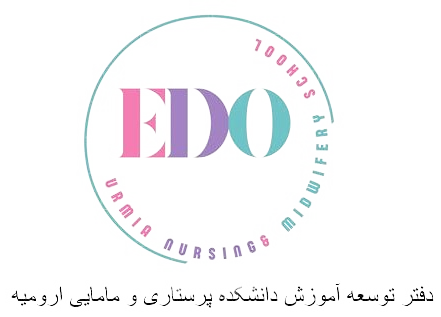 EDO
URMIA NURSING& MIDWIFERY SCHOOL
دفتر توسعه آموزش دانشکده پرستاری و مامایی ارومیه